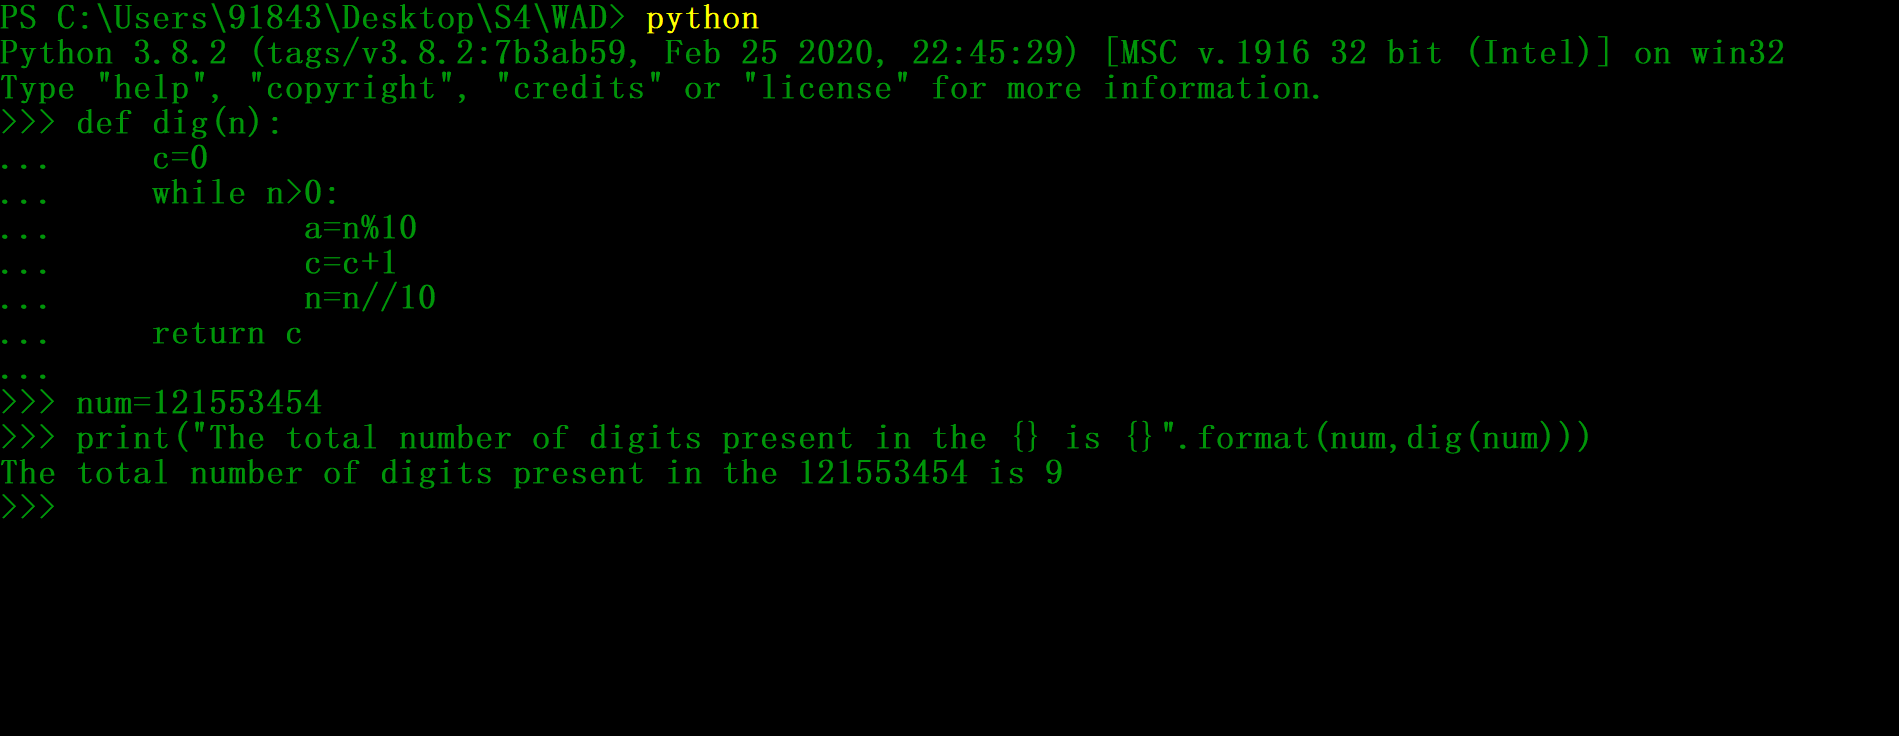 PS C:\Users\91843\Desktop\S4\WAD> python
Python 3.8.2 (tags/v3.8.2:7b3ab59, Feb 25 2020, 22:45:29) [MSC v.1916 32 bit (Intel)] on win32
Type "help", "copyright", "credits" or "license" for more information.
>>> def dig(n):
...     c=0
...     while n>0:
...             a=n%10
...             c=c+1
...             n=n//10
...     return c
...
>>> num=121553454
>>> print("The total number of digits present in the {} is {}".format(num,dig(num)))
The total number of digits present in the 121553454 is 9
>>>